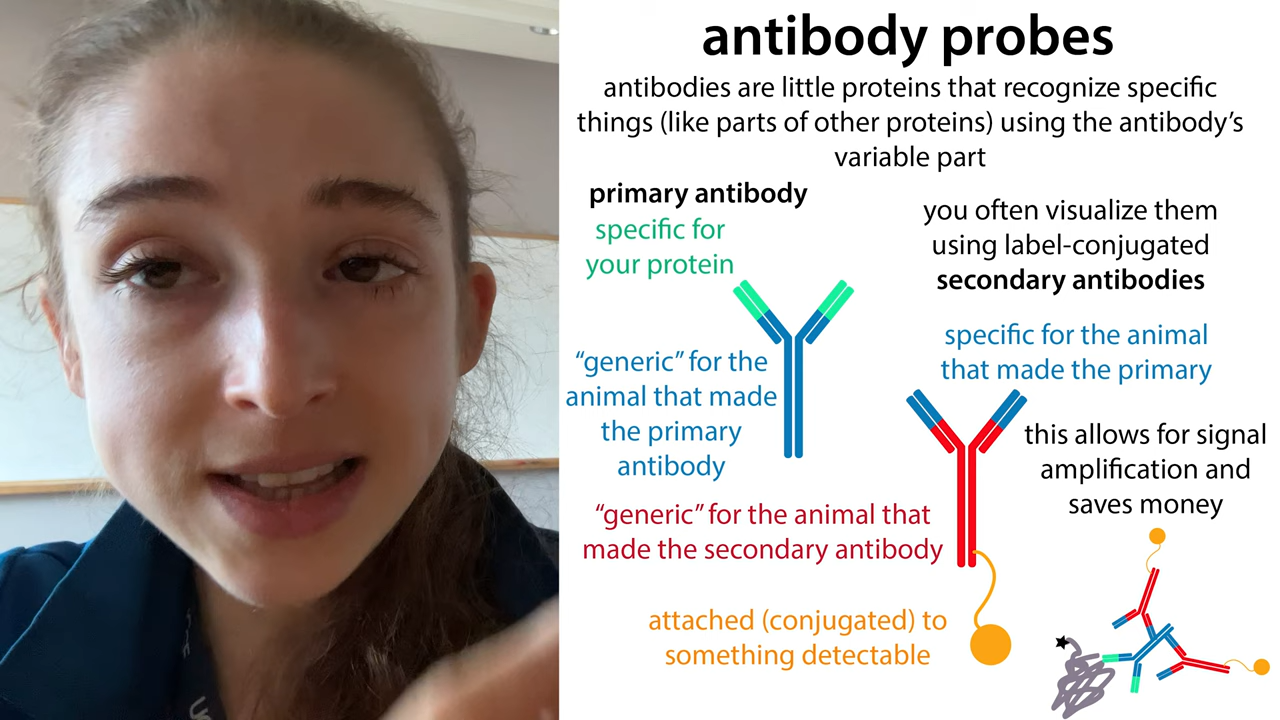 antibody probes
antibodies are little proteins that recognize specific
things (like parts of other proteins) using the antibody’s
variable part
primary antibody
specific for
your protein
“generic” for the
animal that made
the primary
antibody
you often visualize them
using label-conjugated
secondary antibodies
specific for the animal
that made the primary
this allows for signal
amplification and
saves money
“generic” for the animal that
made the secondary antibody
attached (conjugated) to
something detectable